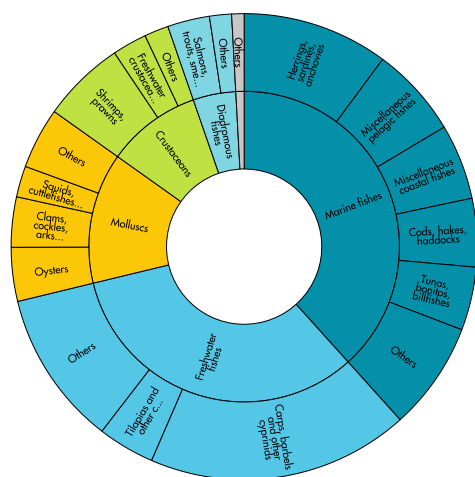 Herrings,
sardines,
anchovies
Miscellaneous
pelagic fishes
Miscellaneous
coastal fishes
Cods, hakes,
haddocks
Tunas,
bonitos,
billfishes
Others
Marine fishes
Carps, barbels
and other
cyprinids
Tilapias and
other c...
Others
Freshwater
fishes
Oysters
Clams,
cockles,
arks...
Squids,
cuttlefishes...
Others
Molluscs
Shrimps,
prawns
Freshwater
crustacea...
Others
Crustaceans
Salmons,
trouts, sme...
Others
Diadromous
fishes
Others